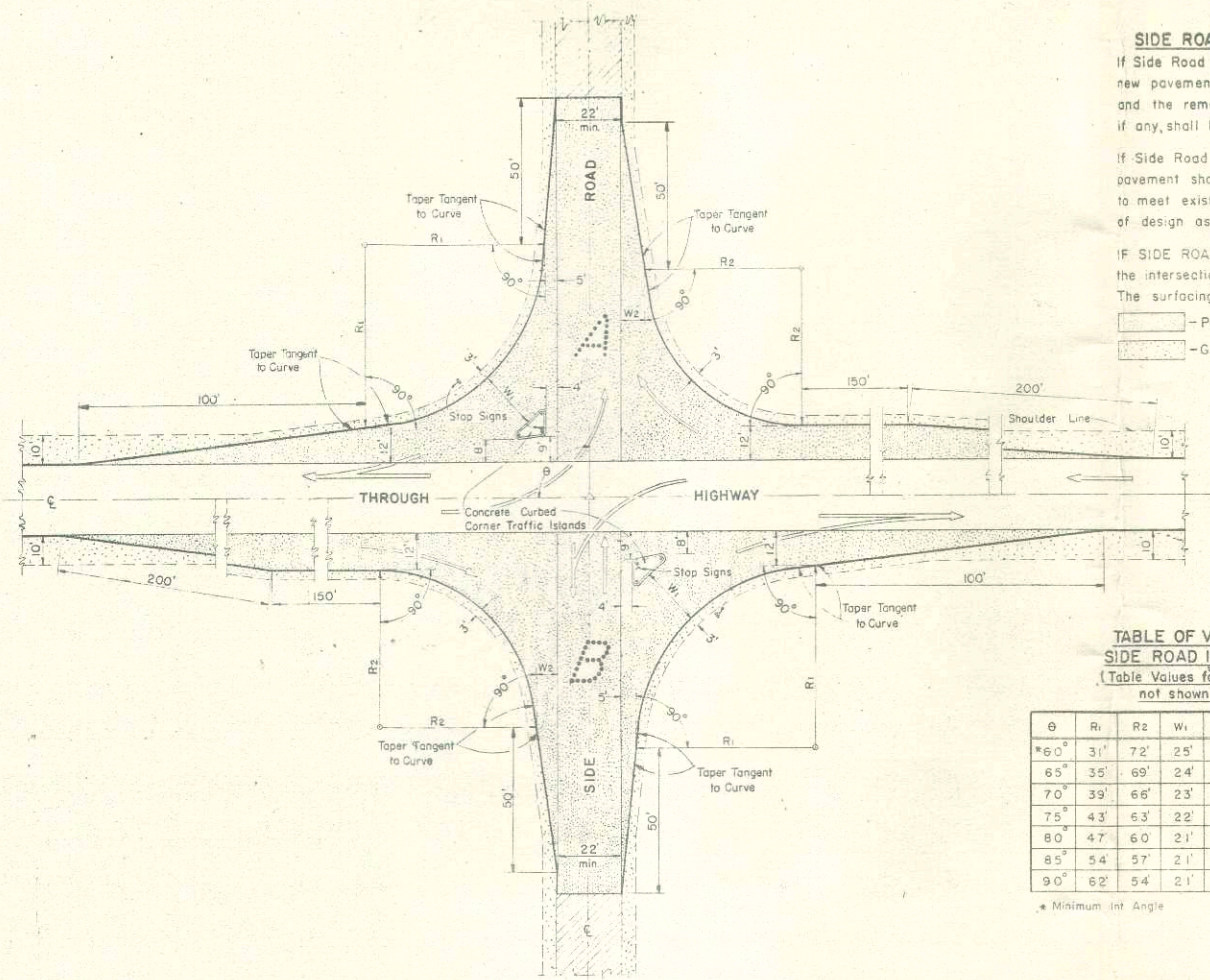 SIDE ROA
If Side Road
new pavemen
and the rem
if any, shall
If Side Road
pavement sho
to meet exist
of design as
IF SIDE ROA
the intersectio
The surfacing
- P
- G
22'
min.
50'
50'
ROAD
Taper Tangent
to Curve
Taper Tangent
to Curve
R1
R2
90°
5'
90°
R1
W2
R2
A
Taper Tangent
to Curve
3'
3'
90°
W1
4'
90°
150'
200'
100'
Stop Signs
Shoulder Line
10'
12'
8'
9'
12'
10'
θ
℄
THROUGH
HIGHWAY
Concrete Curbed
Corner Traffic Islands
10'
12'
9'
8'
12'
10'
200'
150'
Stop Signs
100'
90°
W1
90°
Taper Tangent
to Curve
3'
4'
3'
R2
W2
B
R1
90°
5'
90°
R2
R1
Taper Tangent
to Curve
Taper Tangent
to Curve
SIDE
50'
50'
22'
min.
℄
TABLE OF V
SIDE ROAD I
(Table Values fo
not shown
θ R1 R2 W1
*60° 31' 72' 25'
65° 35' 69' 24'
70° 39' 66' 23'
75° 43' 63' 22'
80° 47' 60' 21'
85° 54' 57' 21'
90° 62' 54' 21'
* Minimum Int Angle